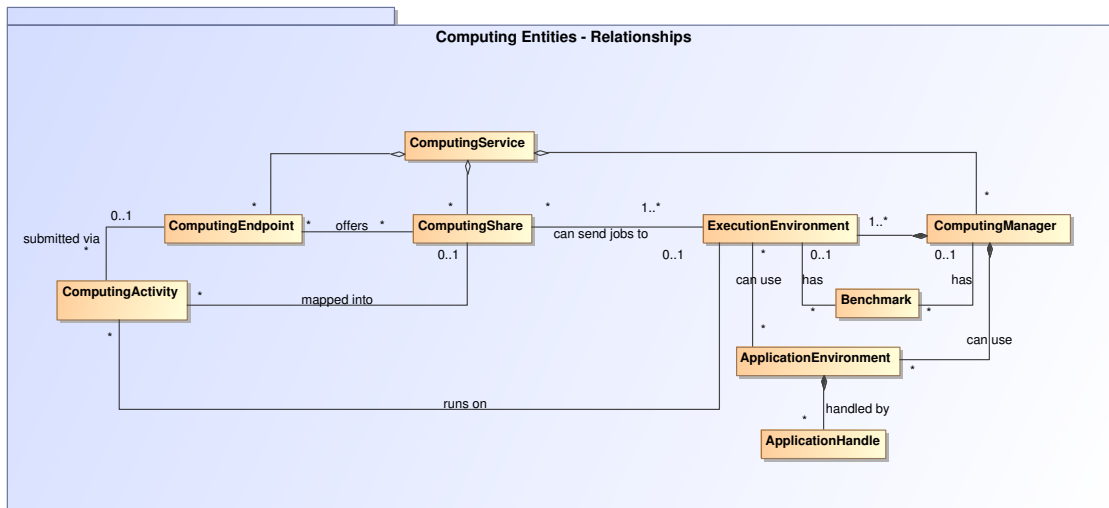 Computing Entities - Relationships
ComputingService
* * * 1..* *
0..1
ComputingEndpoint
* offers *
ComputingShare
can send jobs to
ExecutionEnvironment
1..*
ComputingManager
submitted via
*
0..1 0..1 * 0..1 0..1
can use has has
ComputingActivity
*
mapped into
Benchmark
* *
*
*
can use
ApplicationEnvironment
*
runs on
handled by
*
ApplicationHandle